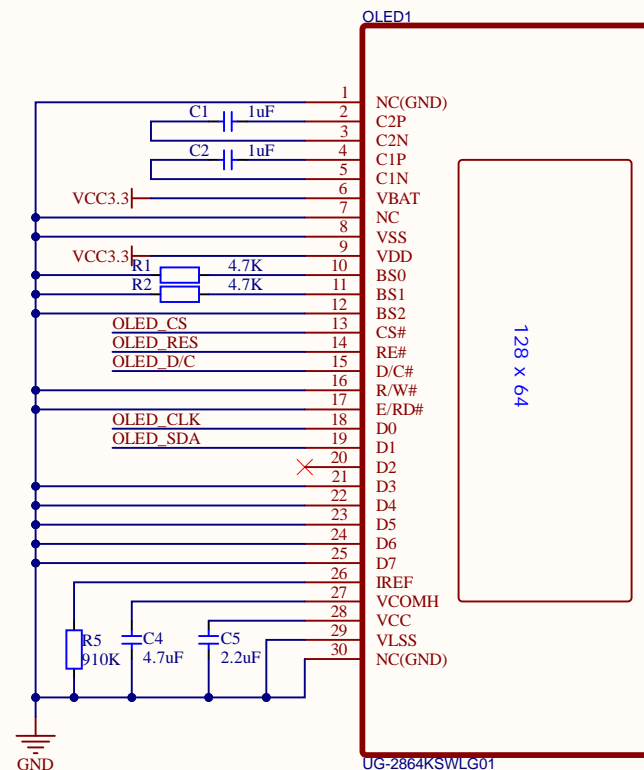 OLED1
1 NC(GND)
C1 1uF 2 C2P
3 C2N
C2 1uF 4 C1P
5 C1N
VCC3.3 6 VBAT
7 NC
8 VSS
VCC3.3 9 VDD
R1 4.7K 10 BS0
R2 4.7K 11 BS1
12 BS2
OLED_CS 13 CS#
OLED_RES 14 RE#
OLED_D/C 15 D/C#
16 R/W#
17 E/RD#
OLED_CLK 18 D0
OLED_SDA 19 D1
20 D2
21 D3
22 D4
23 D5
24 D6
25 D7
26 IREF
27 VCOMH
28 VCC
R5 C4 C5 29 VLSS
910K 4.7uF 2.2uF 30 NC(GND)
128 x 64
GND
UG-2864KSWLG01